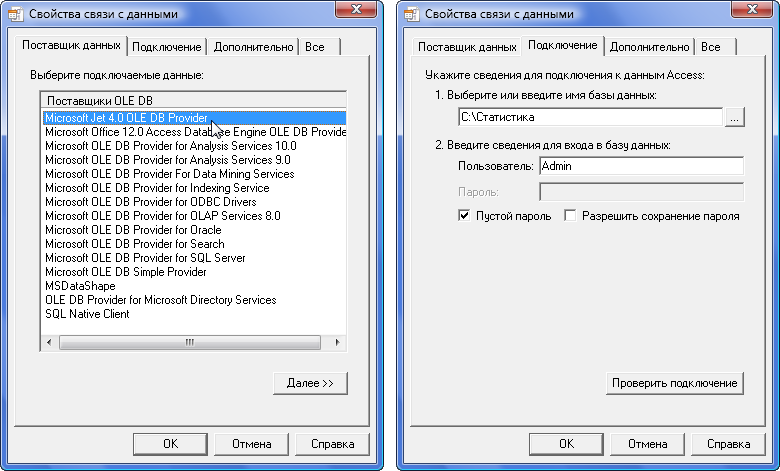 Свойства связи с данными
Поставщик данных
Подключение
Дополнительно
Все
Выберите подключаемые данные:
Поставщики OLE DB
Microsoft Jet 4.0 OLE DB Provider
Microsoft Office 12.0 Access Database Engine OLE DB Provide
Microsoft OLE DB Provider for Analysis Services 10.0
Microsoft OLE DB Provider for Analysis Services 9.0
Microsoft OLE DB Provider For Data Mining Services
Microsoft OLE DB Provider for Indexing Service
Microsoft OLE DB Provider for ODBC Drivers
Microsoft OLE DB Provider for OLAP Services 8.0
Microsoft OLE DB Provider for Oracle
Microsoft OLE DB Provider for Search
Microsoft OLE DB Provider for SQL Server
Microsoft OLE DB Simple Provider
MSDataShape
OLE DB Provider for Microsoft Directory Services
SQL Native Client
Далее >>
OK
Отмена
Справка
Свойства связи с данными
Поставщик данных
Подключение
Дополнительно
Все
Укажите сведения для подключения к данным Access:
1. Выберите или введите имя базы данных:
C:\Статистика
...
2. Введите сведения для входа в базу данных:
Пользователь:
Admin
Пароль:
Пустой пароль
Разрешить сохранение пароля
Проверить подключение
OK
Отмена
Справка